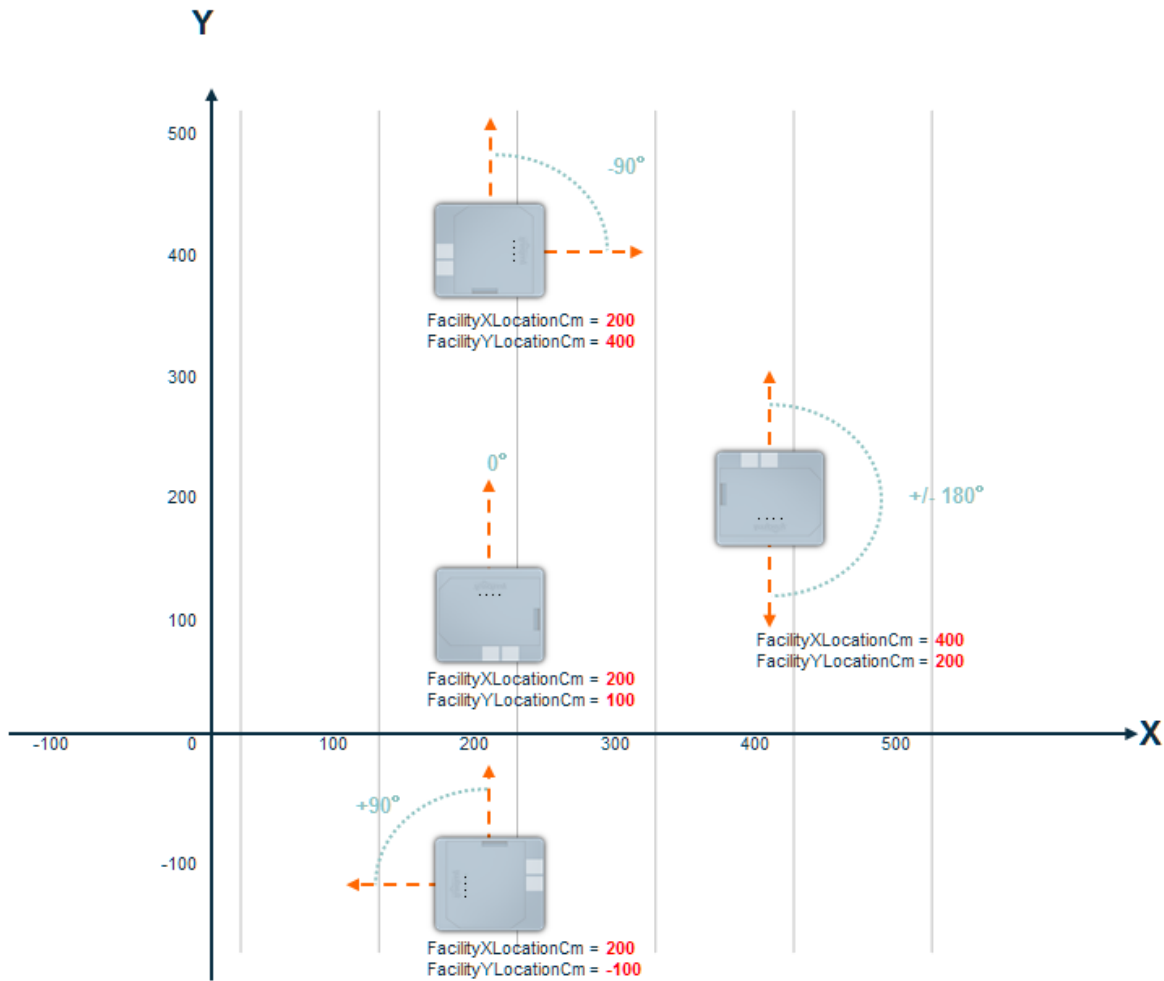 Y
500
-90°
400
FacilityXLocationCm = 200
FacilityYLocationCm = 400
300
0°
200
+/- 180°
100
FacilityXLocationCm = 400
FacilityYLocationCm = 200
FacilityXLocationCm = 200
FacilityYLocationCm = 100
X
-100 0 100 200 300 400 500
+90°
-100
FacilityXLocationCm = 200
FacilityYLocationCm = -100